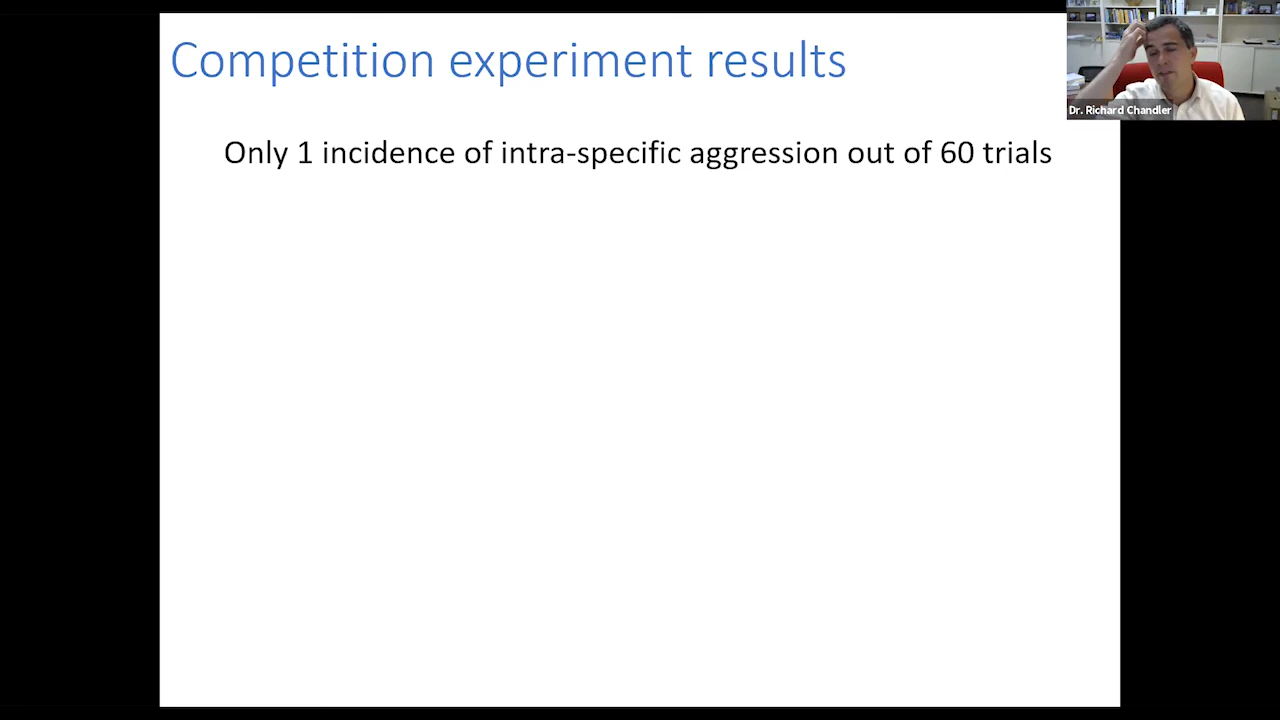 Competition experiment results
Dr. Richard Chandler
Only 1 incidence of intra-specific aggression out of 60 trials